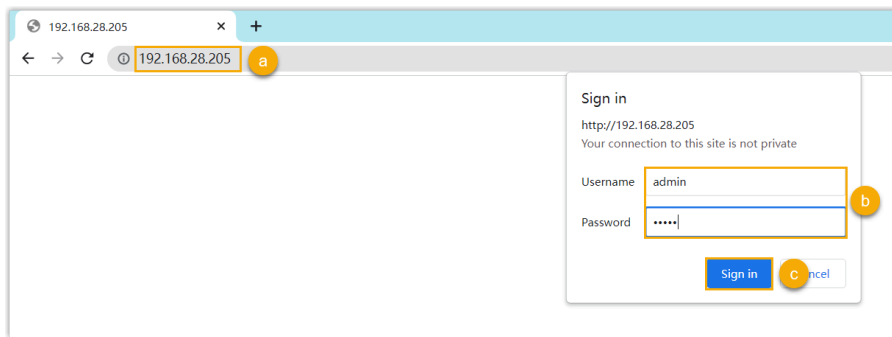 192.168.28.205
192.168.28.205 a
Sign in
http://192.168.28.205
Your connection to this site is not private
Username admin
b
Password •••••
Sign in c ncel